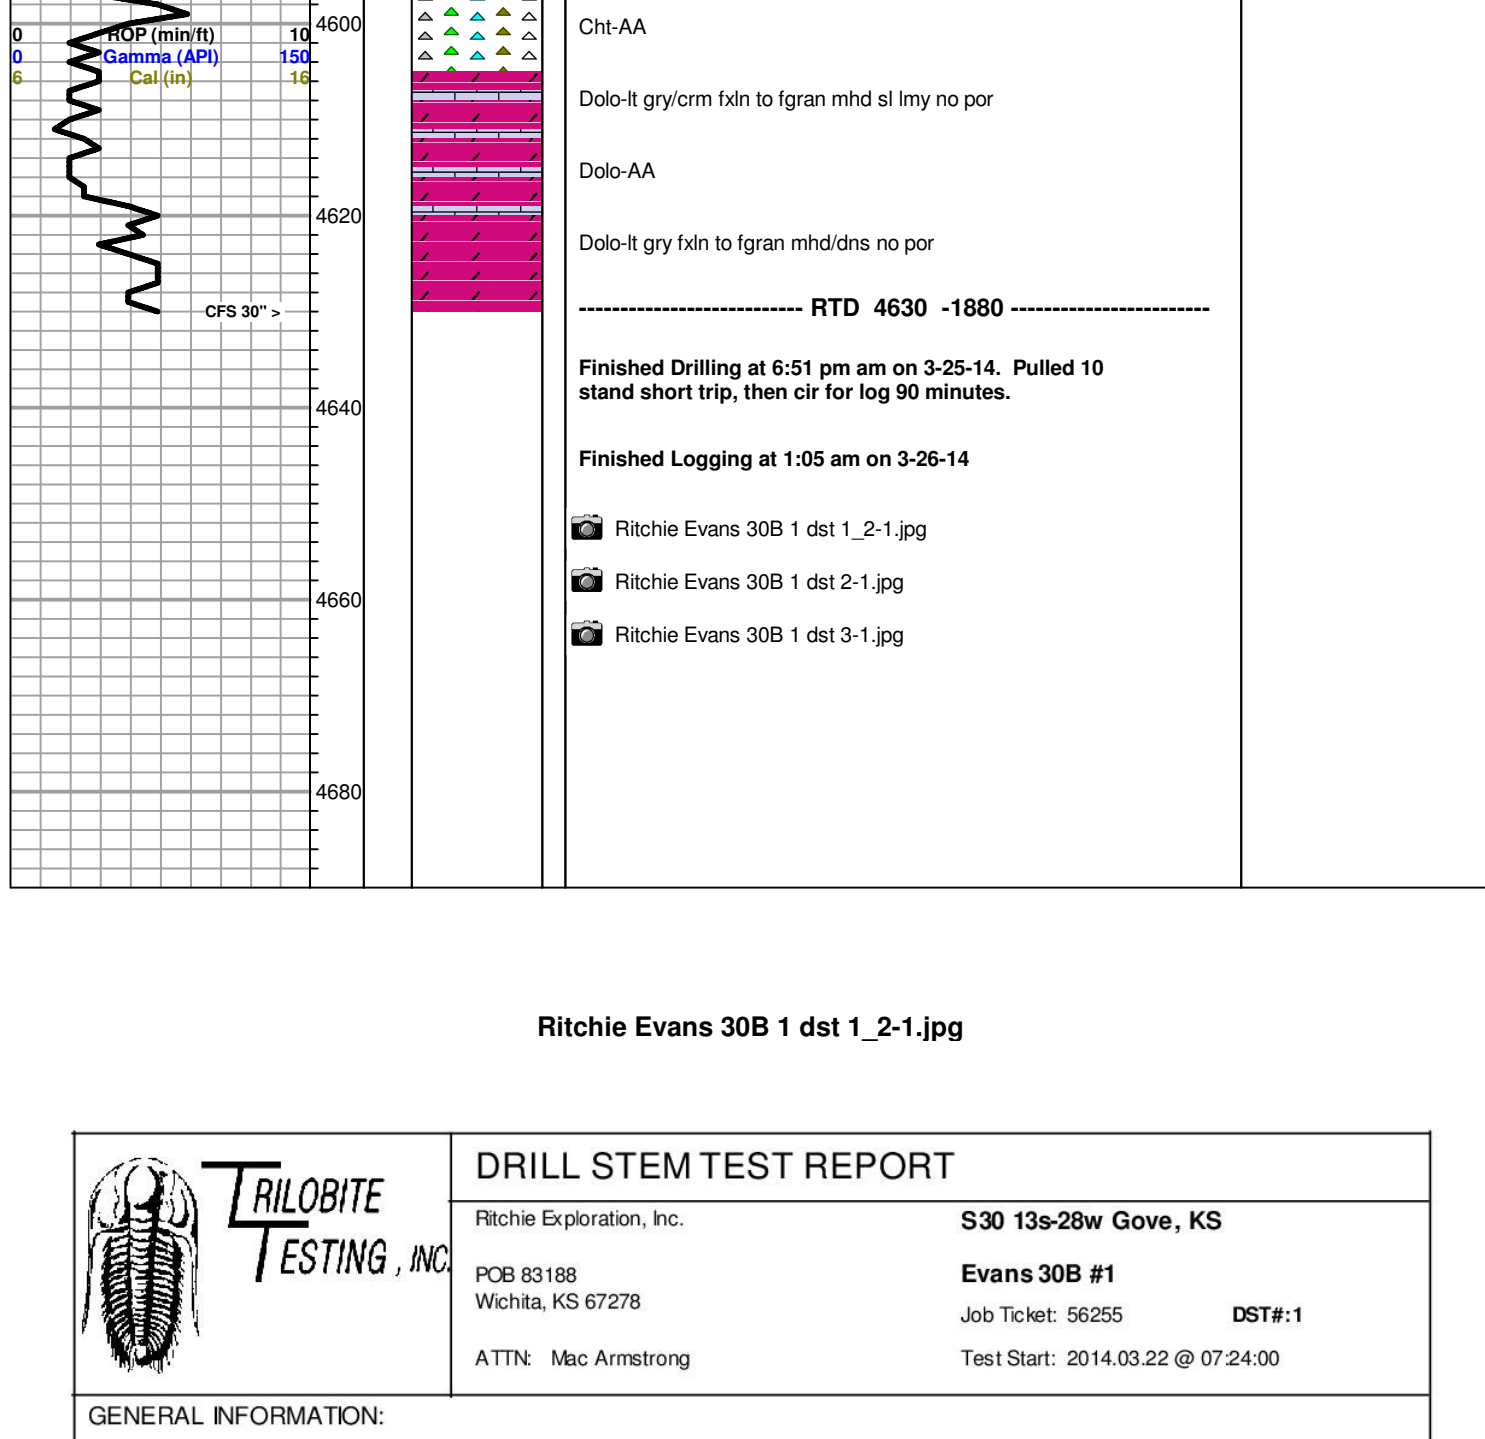 4600
Cht-AA
0 ROP (min/ft) 10
0 Gamma (API) 150
6 Cal (in) 16
Dolo-lt gry/crm fxln to fgran mhd sl lmy no por
Dolo-AA
4620
Dolo-lt gry fxln to fgran mhd/dns no por
CFS 30" >
--------------------------- RTD 4630 -1880 ------------------------
Finished Drilling at 6:51 pm am on 3-25-14. Pulled 10
stand short trip, then cir for log 90 minutes.
4640
Finished Logging at 1:05 am on 3-26-14
Ritchie Evans 30B 1 dst 1_2-1.jpg
Ritchie Evans 30B 1 dst 2-1.jpg
4660
Ritchie Evans 30B 1 dst 3-1.jpg
4680
Ritchie Evans 30B 1 dst 1_2-1.jpg
TRILOBITE
TESTING , INC.
DRILL STEM TEST REPORT
Ritchie Exploration, Inc.
S30 13s-28w Gove, KS
POB 83188
Wichita, KS 67278
Evans 30B #1
Job Ticket: 56255 DST#:1
ATTN: Mac Armstrong
Test Start: 2014.03.22 @ 07:24:00
GENERAL INFORMATION: